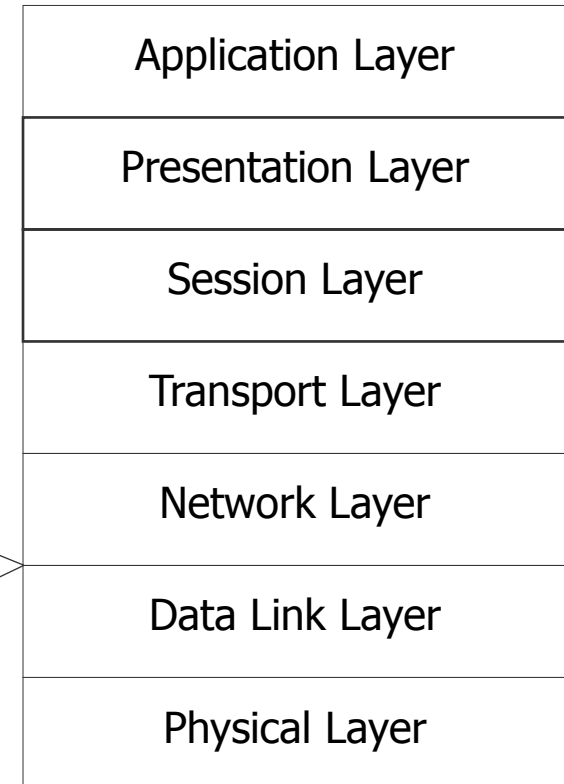 Application Layer
Presentation Layer
Session Layer
Transport Layer
Network Layer
Data Link Layer
Physical Layer